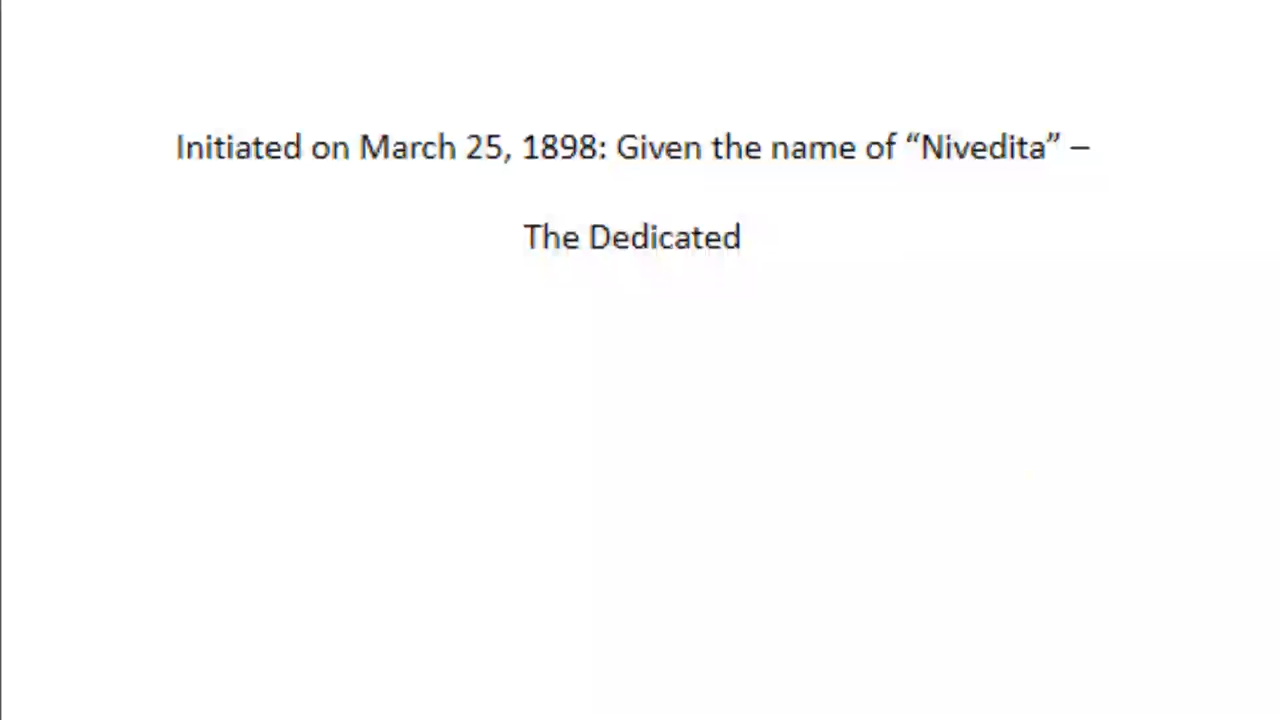 Initiated on March 25, 1898: Given the name of “Nivedita” –
The Dedicated